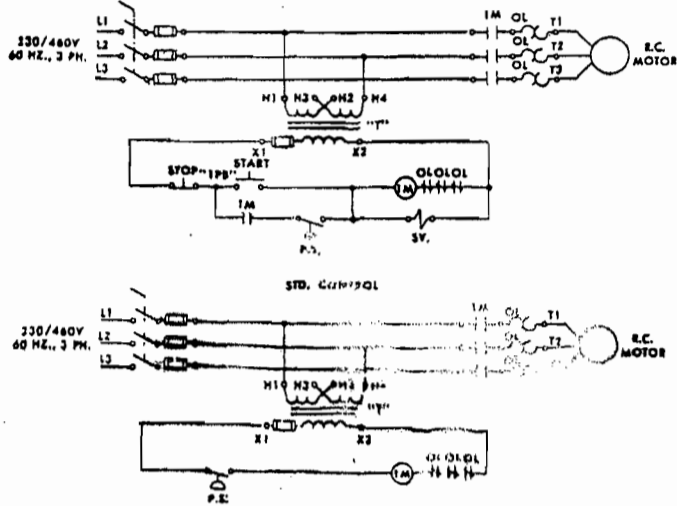 1M OL T1
L1
230/460V
60 HZ., 3 PH.
L2
OL T2
R.C.
MOTOR
L3
OL T3
H1 H3 H2 H4
"T"
X1 X2
STOP "1PB" START
1M OLOLOL
1M
P.S. SV.
STD. CONTROL
1M OL T1
L1
230/460V
60 HZ., 3 PH.
L2
T2
R.C.
MOTOR
L3
H1 H3
"T"
X1 X2
OLOLOL
1M
P.S.